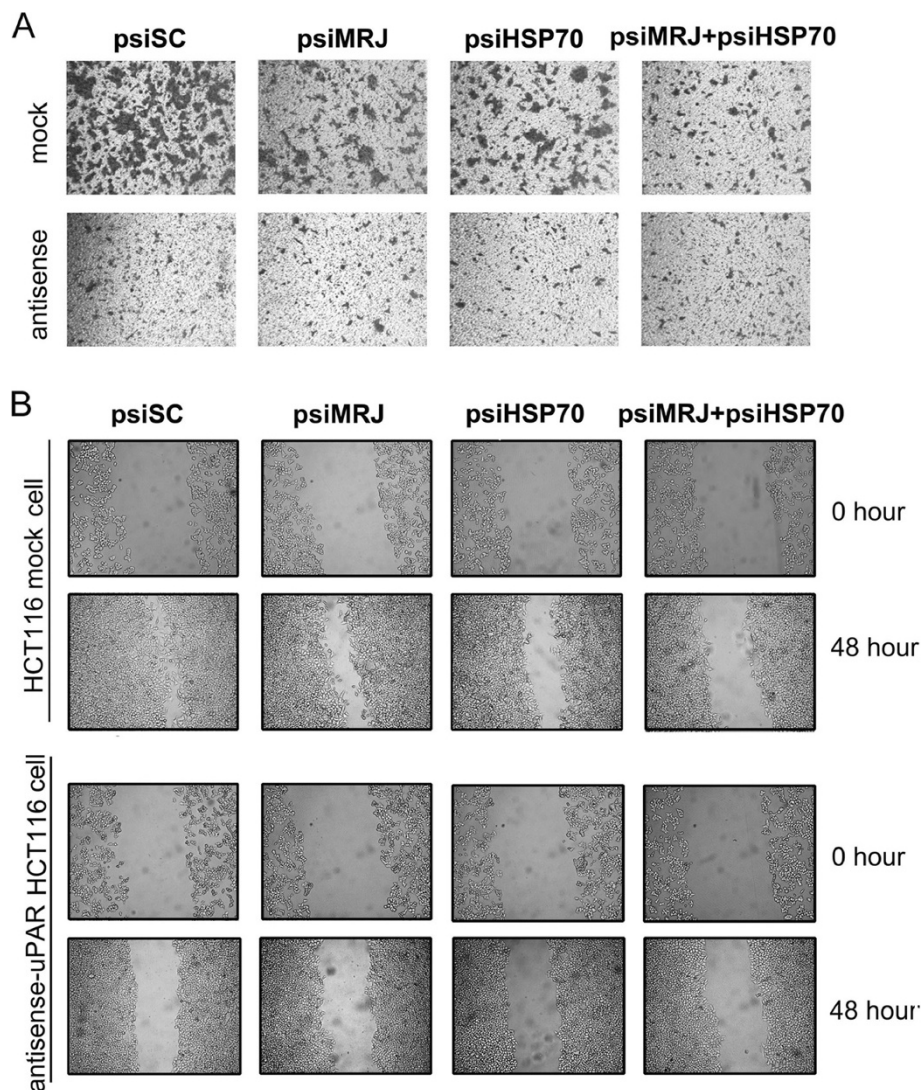 A
psiSC psiMRJ psiHSP70 psiMRJ+psiHSP70
mock
antisense
B
psiSC psiMRJ psiHSP70 psiMRJ+psiHSP70
HCT116 mock cell
0 hour
48 hour
antisense-uPAR HCT116 cell
0 hour
48 hour